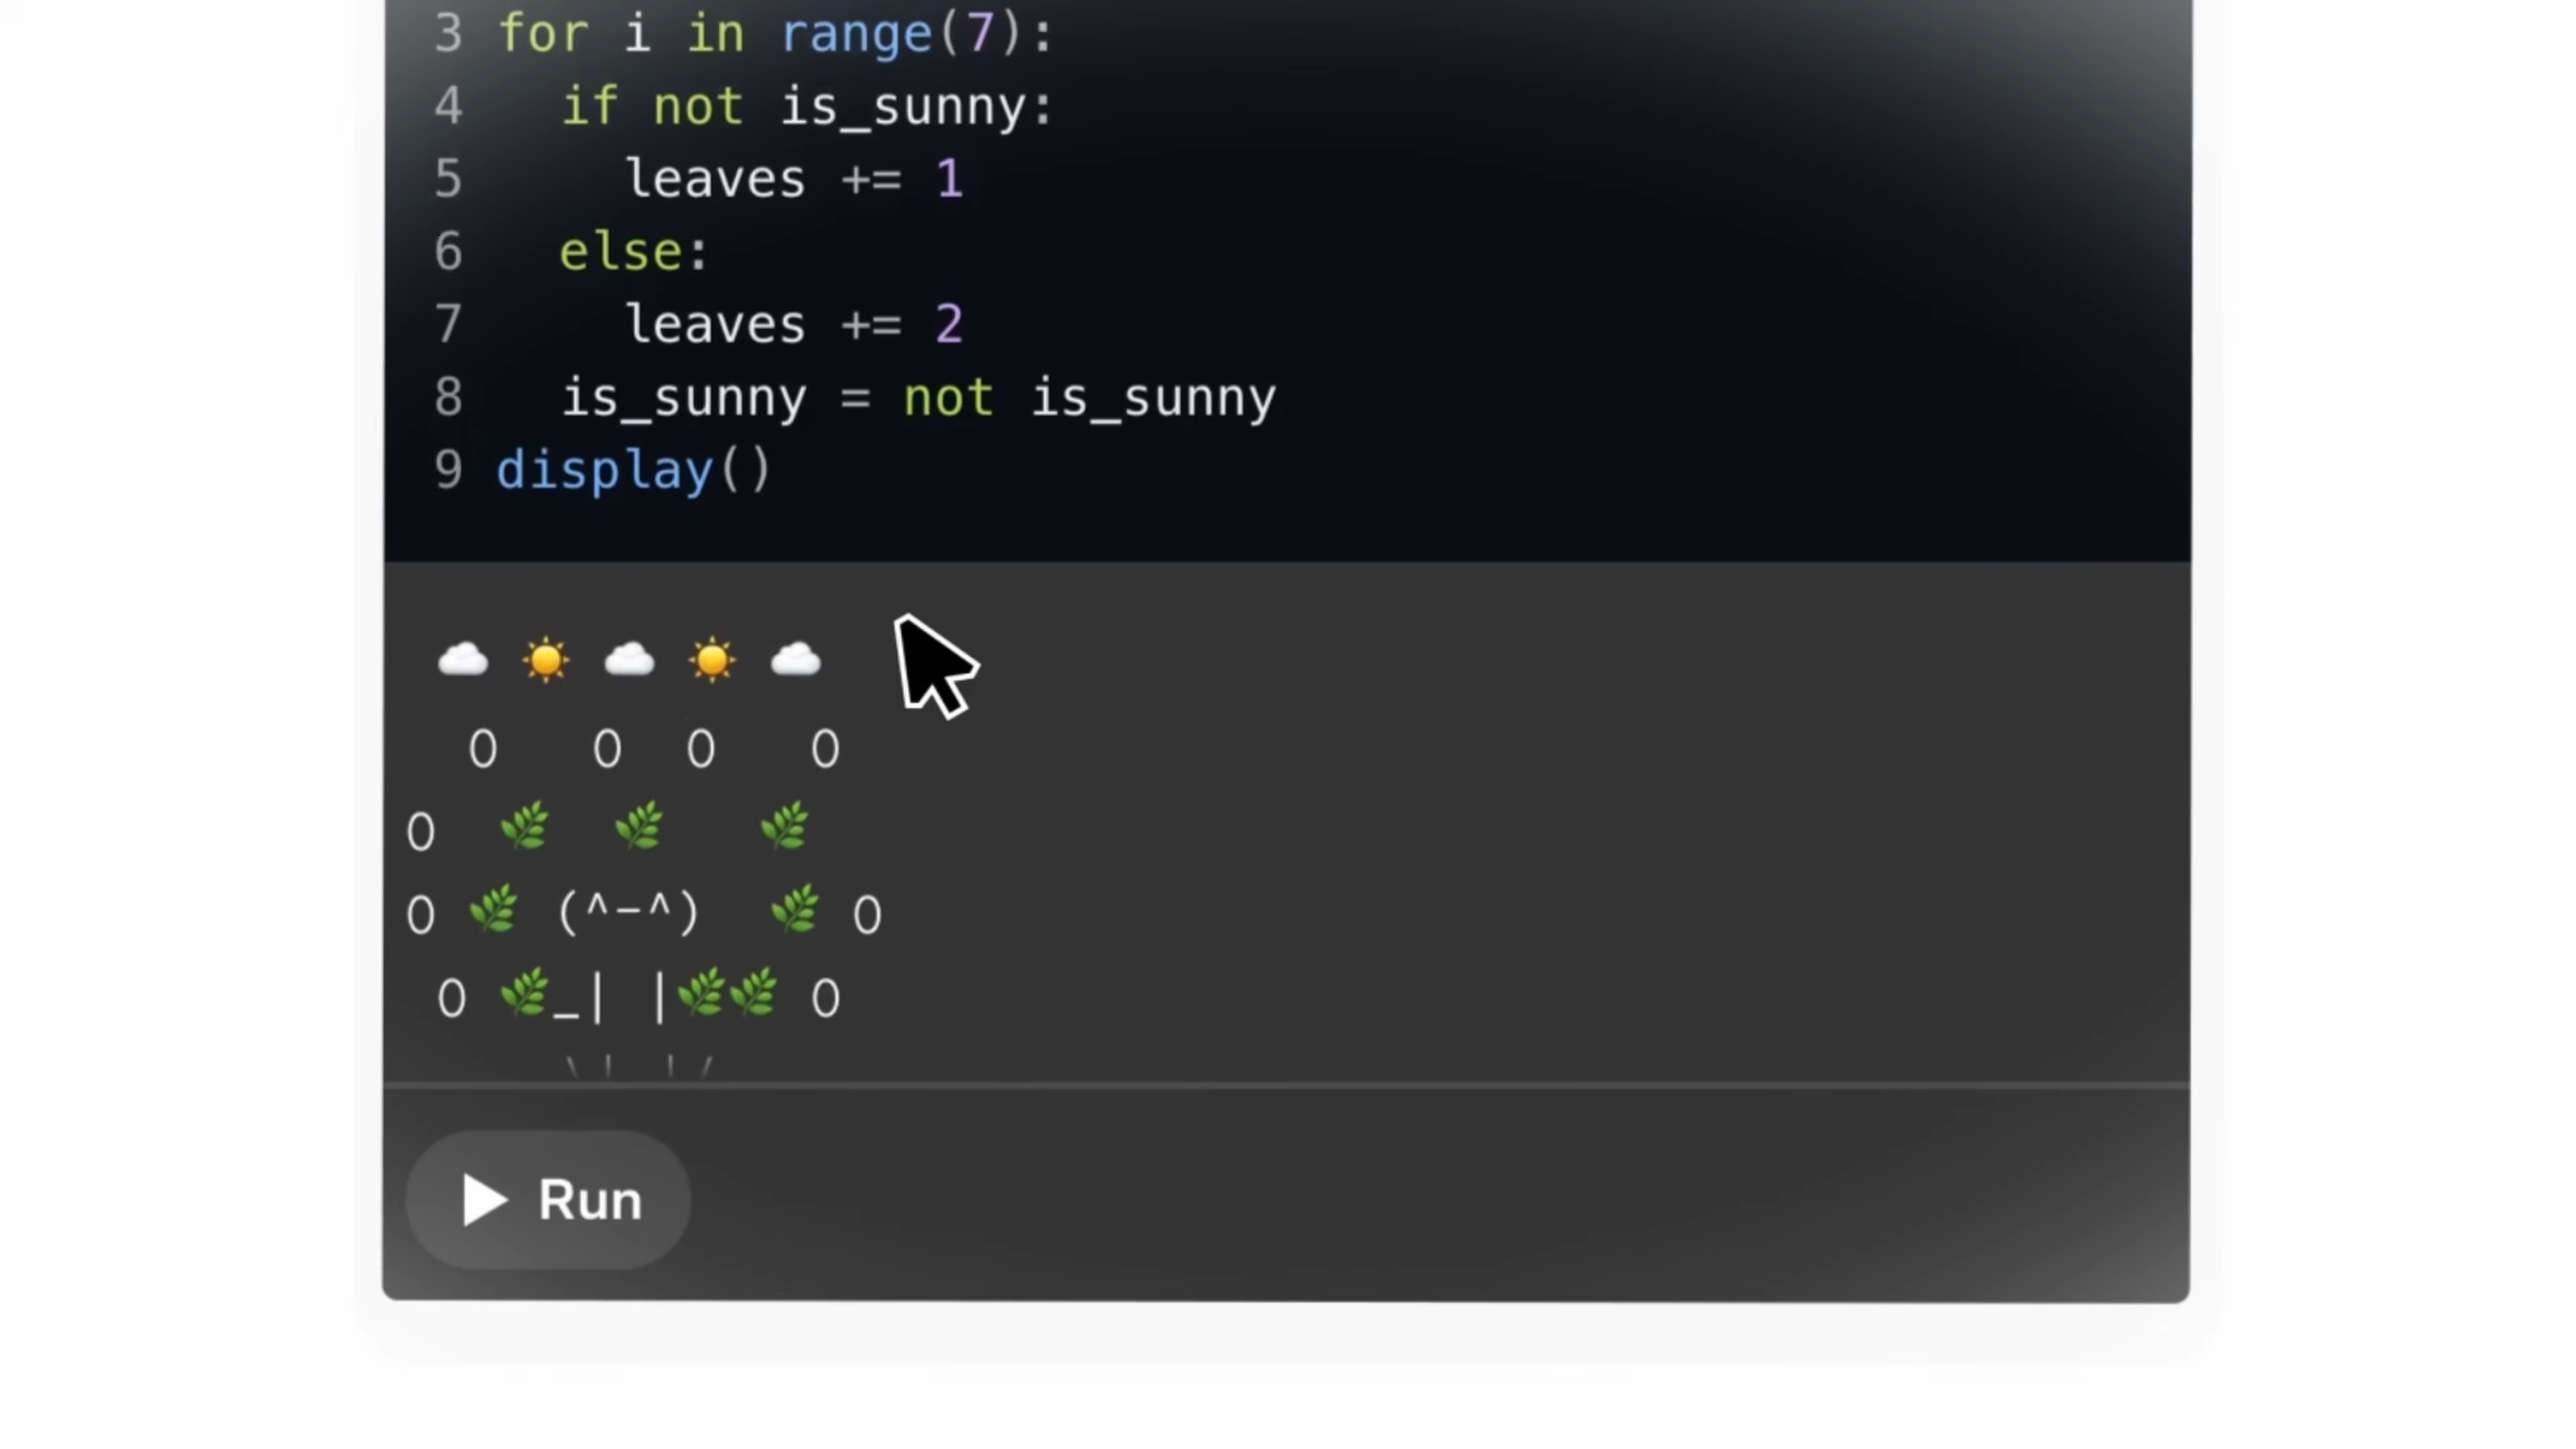 3 for i in range(7):
4   if not is_sunny:
5     leaves += 1
6   else:
7     leaves += 2
8   is_sunny = not is_sunny
9 display()
☁️ ☀️ ☁️ ☀️ ☁️
  0   0  0   0
0  🌿  🌿   🌿
0 🌿 (^-^)  🌿 0
 0 🌿_| |🌿🌿 0
Run